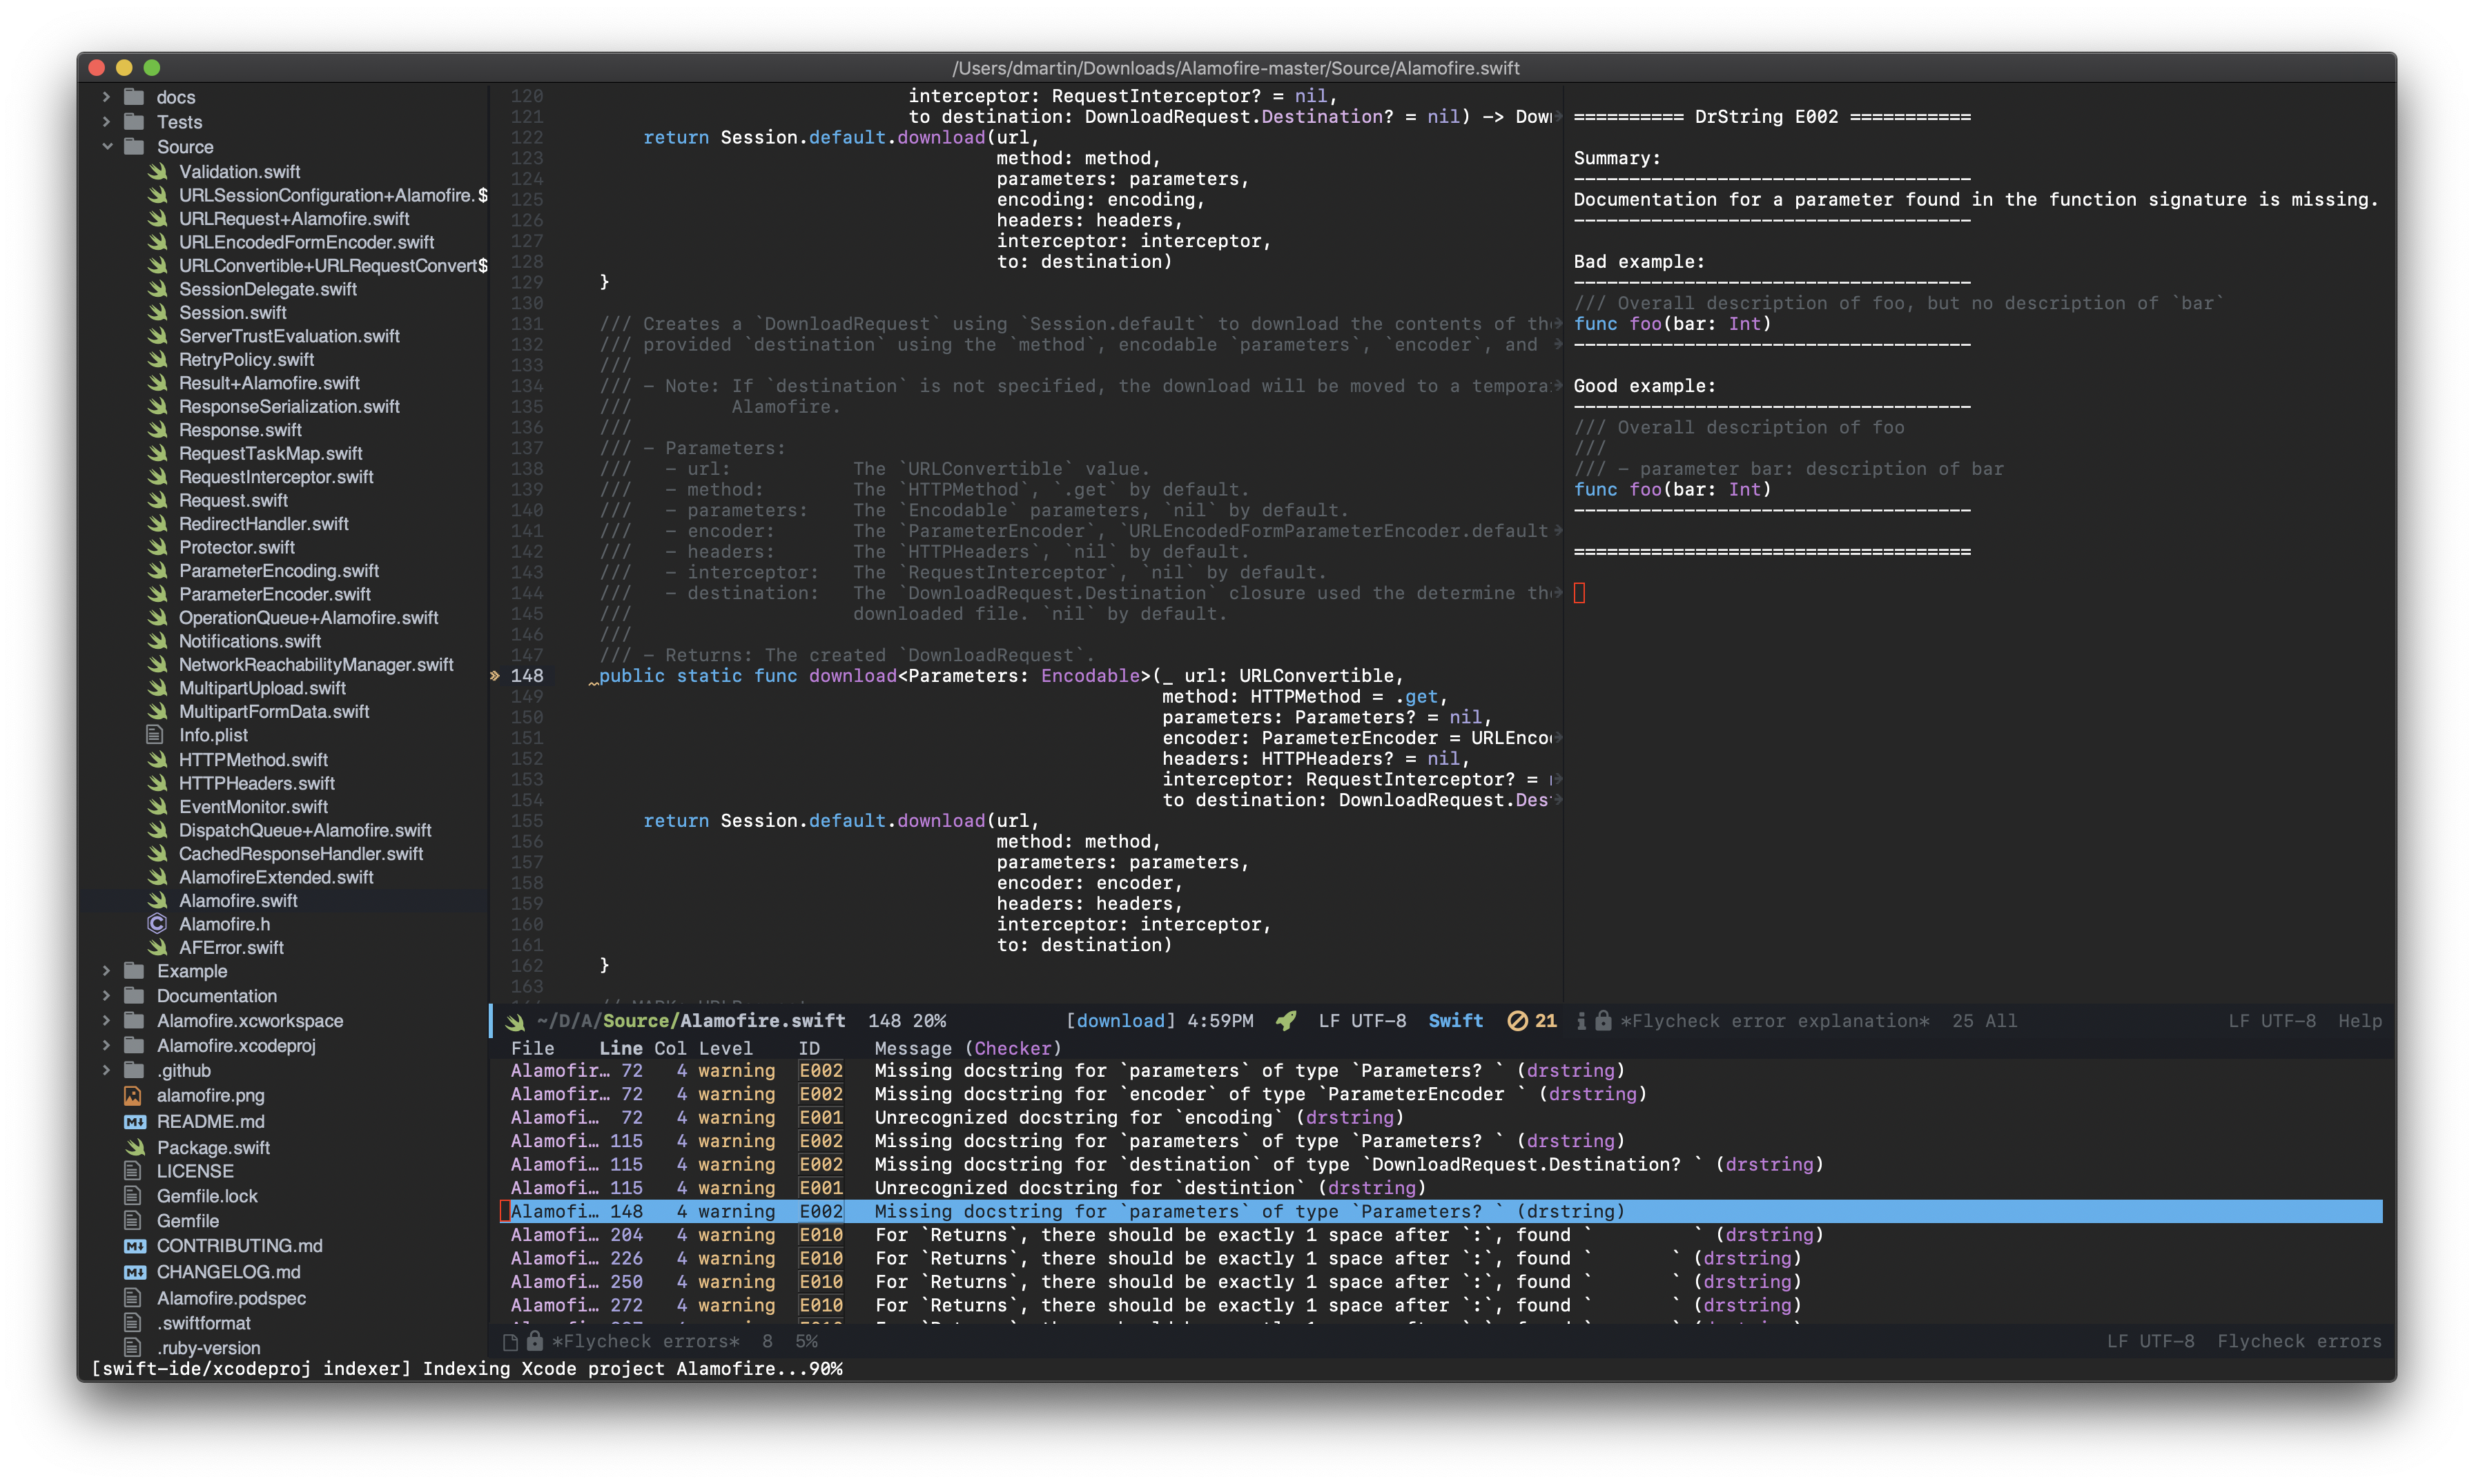 /Users/dmartin/Downloads/Alamofire-master/Source/Alamofire.swift
docs
Tests
Source
Validation.swift
URLSessionConfiguration+Alamofire.$
URLRequest+Alamofire.swift
URLEncodedFormEncoder.swift
URLConvertible+URLRequestConvert$
SessionDelegate.swift
Session.swift
ServerTrustEvaluation.swift
RetryPolicy.swift
Result+Alamofire.swift
ResponseSerialization.swift
Response.swift
RequestTaskMap.swift
RequestInterceptor.swift
Request.swift
RedirectHandler.swift
Protector.swift
ParameterEncoding.swift
ParameterEncoder.swift
OperationQueue+Alamofire.swift
Notifications.swift
NetworkReachabilityManager.swift
MultipartUpload.swift
MultipartFormData.swift
Info.plist
HTTPMethod.swift
HTTPHeaders.swift
EventMonitor.swift
DispatchQueue+Alamofire.swift
CachedResponseHandler.swift
AlamofireExtended.swift
Alamofire.swift
Alamofire.h
AFError.swift
Example
Documentation
Alamofire.xcworkspace
Alamofire.xcodeproj
.github
alamofire.png
README.md
Package.swift
LICENSE
Gemfile.lock
Gemfile
CONTRIBUTING.md
CHANGELOG.md
Alamofire.podspec
.swiftformat
.ruby-version
120 interceptor: RequestInterceptor? = nil,
121 to destination: DownloadRequest.Destination? = nil) -> Dow
122 return Session.default.download(url,
123 method: method,
124 parameters: parameters,
125 encoding: encoding,
126 headers: headers,
127 interceptor: interceptor,
128 to: destination)
129 }
130
131 /// Creates a `DownloadRequest` using `Session.default` to download the contents of th
132 /// provided `destination` using the `method`, encodable `parameters`, `encoder`, and
133 ///
134 /// - Note: If `destination` is not specified, the download will be moved to a tempora
135 /// Alamofire.
136 ///
137 /// - Parameters:
138 /// - url: The `URLConvertible` value.
139 /// - method: The `HTTPMethod`, `.get` by default.
140 /// - parameters: The `Encodable` parameters, `nil` by default.
141 /// - encoder: The `ParameterEncoder`, `URLEncodedFormParameterEncoder.default
142 /// - headers: The `HTTPHeaders`, `nil` by default.
143 /// - interceptor: The `RequestInterceptor`, `nil` by default.
144 /// - destination: The `DownloadRequest.Destination` closure used the determine th
145 /// downloaded file. `nil` by default.
146 ///
147 /// - Returns: The created `DownloadRequest`.
148 public static func download<Parameters: Encodable>(_ url: URLConvertible,
149 method: HTTPMethod = .get,
150 parameters: Parameters? = nil,
151 encoder: ParameterEncoder = URLEnco
152 headers: HTTPHeaders? = nil,
153 interceptor: RequestInterceptor? =
154 to destination: DownloadRequest.Des
155 return Session.default.download(url,
156 method: method,
157 parameters: parameters,
158 encoder: encoder,
159 headers: headers,
160 interceptor: interceptor,
161 to: destination)
162 }
163
========== DrString E002 ===========
Summary:
------------------------------------
Documentation for a parameter found in the function signature is missing.
------------------------------------
Bad example:
------------------------------------
/// Overall description of foo, but no description of `bar`
func foo(bar: Int)
------------------------------------
Good example:
------------------------------------
/// Overall description of foo
///
/// - parameter bar: description of bar
func foo(bar: Int)
------------------------------------
====================================
~/D/A/Source/Alamofire.swift 148 20% [download] 4:59PM LF UTF-8 Swift 21
*Flycheck error explanation* 25 All LF UTF-8 Help
File Line Col Level ID Message (Checker)
Alamofir… 72 4 warning E002 Missing docstring for `parameters` of type `Parameters? ` (drstring)
Alamofir… 72 4 warning E002 Missing docstring for `encoder` of type `ParameterEncoder ` (drstring)
Alamofi… 72 4 warning E001 Unrecognized docstring for `encoding` (drstring)
Alamofi… 115 4 warning E002 Missing docstring for `parameters` of type `Parameters? ` (drstring)
Alamofi… 115 4 warning E002 Missing docstring for `destination` of type `DownloadRequest.Destination? ` (drstring)
Alamofi… 115 4 warning E001 Unrecognized docstring for `destintion` (drstring)
Alamofi… 148 4 warning E002 Missing docstring for `parameters` of type `Parameters? ` (drstring)
Alamofi… 204 4 warning E010 For `Returns`, there should be exactly 1 space after `:`, found `         ` (drstring)
Alamofi… 226 4 warning E010 For `Returns`, there should be exactly 1 space after `:`, found `       ` (drstring)
Alamofi… 250 4 warning E010 For `Returns`, there should be exactly 1 space after `:`, found `       ` (drstring)
Alamofi… 272 4 warning E010 For `Returns`, there should be exactly 1 space after `:`, found `       ` (drstring)
*Flycheck errors* 8 5% LF UTF-8 Flycheck errors
[swift-ide/xcodeproj indexer] Indexing Xcode project Alamofire...90%